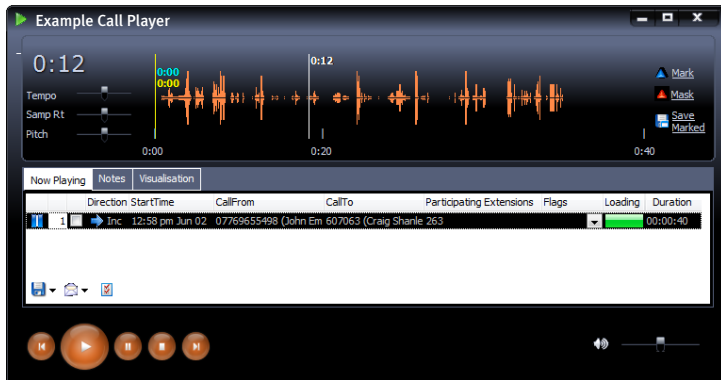 Example Call Player
0:12
0:12
0:00
0:00
Mark
Tempo
Mask
Samp Rt
Save
Marked
Pitch
0:00 0:20 0:40
Now Playing Notes Visualisation
Direction StartTime CallFrom CallTo Participating Extensions Flags Loading Duration
1 Inc 12:58 pm Jun 02 07769655498 (John Em 607063 (Craig Shanle 263 00:00:40